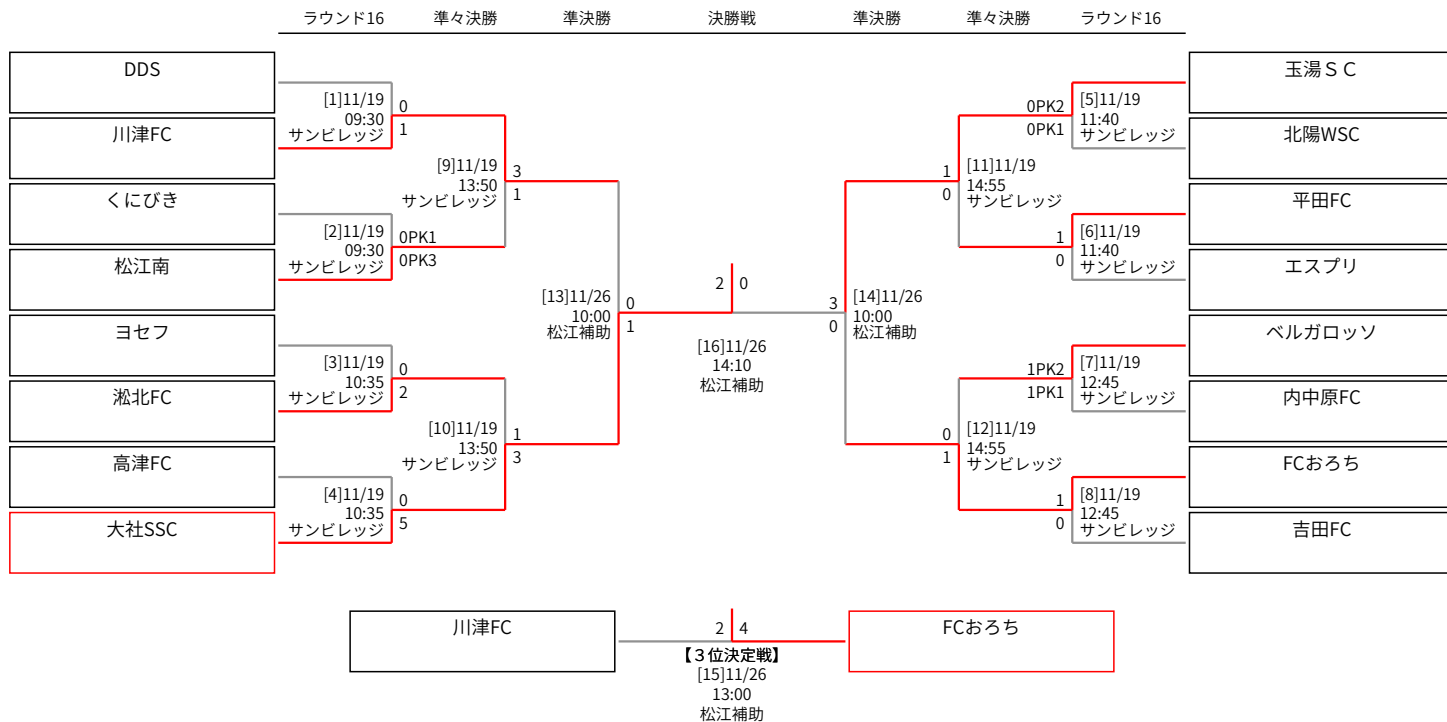 ラウンド16 準々決勝 準決勝 決勝戦 準決勝 準々決勝 ラウンド16
DDS
川津FC
くにびき
松江南
ヨセフ
淞北FC
高津FC
大社SSC
[1]11/19
09:30
サンビレッジ
0
1
[2]11/19
09:30
サンビレッジ
0PK1
0PK3
[3]11/19
10:35
サンビレッジ
0
2
[4]11/19
10:35
サンビレッジ
0
5
[9]11/19
13:50
サンビレッジ
3
1
[10]11/19
13:50
サンビレッジ
1
3
[13]11/26
10:00
松江補助
0
1
2 0
[16]11/26
14:10
松江補助
3
0
[14]11/26
10:00
松江補助
1
0
[11]11/19
14:55
サンビレッジ
0
1
[12]11/19
14:55
サンビレッジ
0PK2
0PK1
[5]11/19
11:40
サンビレッジ
1
0
[6]11/19
11:40
サンビレッジ
1PK2
1PK1
[7]11/19
12:45
サンビレッジ
1
0
[8]11/19
12:45
サンビレッジ
玉湯ＳＣ
北陽WSC
平田FC
エスプリ
ベルガロッソ
内中原FC
FCおろち
吉田FC
川津FC
2 4
FCおろち
【３位決定戦】
[15]11/26
13:00
松江補助